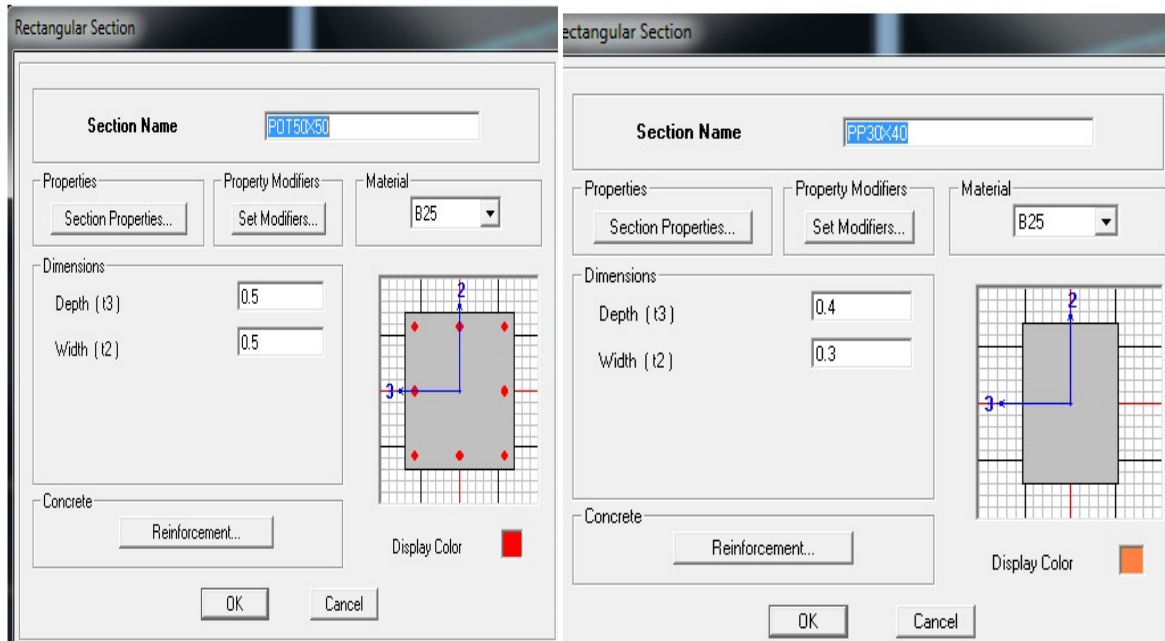 Rectangular Section
Section Name POT50X50
Properties Property Modifiers Material
Section Properties... Set Modifiers... B25
Dimensions
Depth ( t3 ) 0.5
Width ( t2 ) 0.5
2
3
Concrete
Reinforcement...
Display Color
OK Cancel
ectangular Section
Section Name PP30X40
Properties Property Modifiers Material
Section Properties... Set Modifiers... B25
Dimensions
Depth ( t3 ) 0.4
Width ( t2 ) 0.3
2
3
Concrete
Reinforcement...
Display Color
OK Cancel